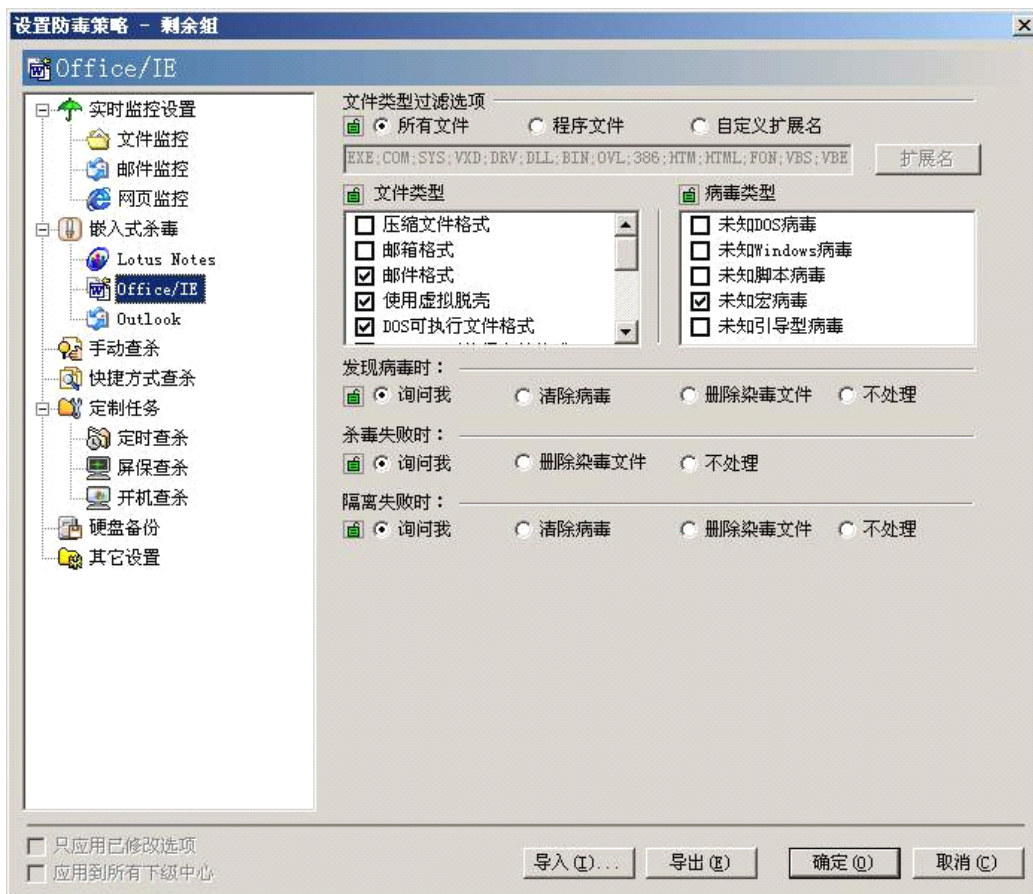 设置防毒策略 - 剩余组
Office/IE
实时监控设置
文件监控
邮件监控
网页监控
嵌入式杀毒
Lotus Notes
Office/IE
Outlook
手动查杀
快捷方式查杀
定制任务
定时查杀
屏保查杀
开机查杀
硬盘备份
其它设置
文件类型过滤选项
所有文件 程序文件 自定义扩展名
EXE;COM;SYS;VXD;DRV;DLL;BIN;OVL;386;HTM;HTML;FON;VBS;VBE 扩展名
文件类型
压缩文件格式
邮箱格式
邮件格式
使用虚拟脱壳
DOS可执行文件格式
病毒类型
未知DOS病毒
未知Windows病毒
未知脚本病毒
未知宏病毒
未知引导型病毒
发现病毒时：
询问我 清除病毒 删除染毒文件 不处理
杀毒失败时：
询问我 删除染毒文件 不处理
隔离失败时：
询问我 清除病毒 删除染毒文件 不处理
只应用已修改选项
应用到所有下级中心
导入(I)... 导出(E) 确定(O) 取消(C)